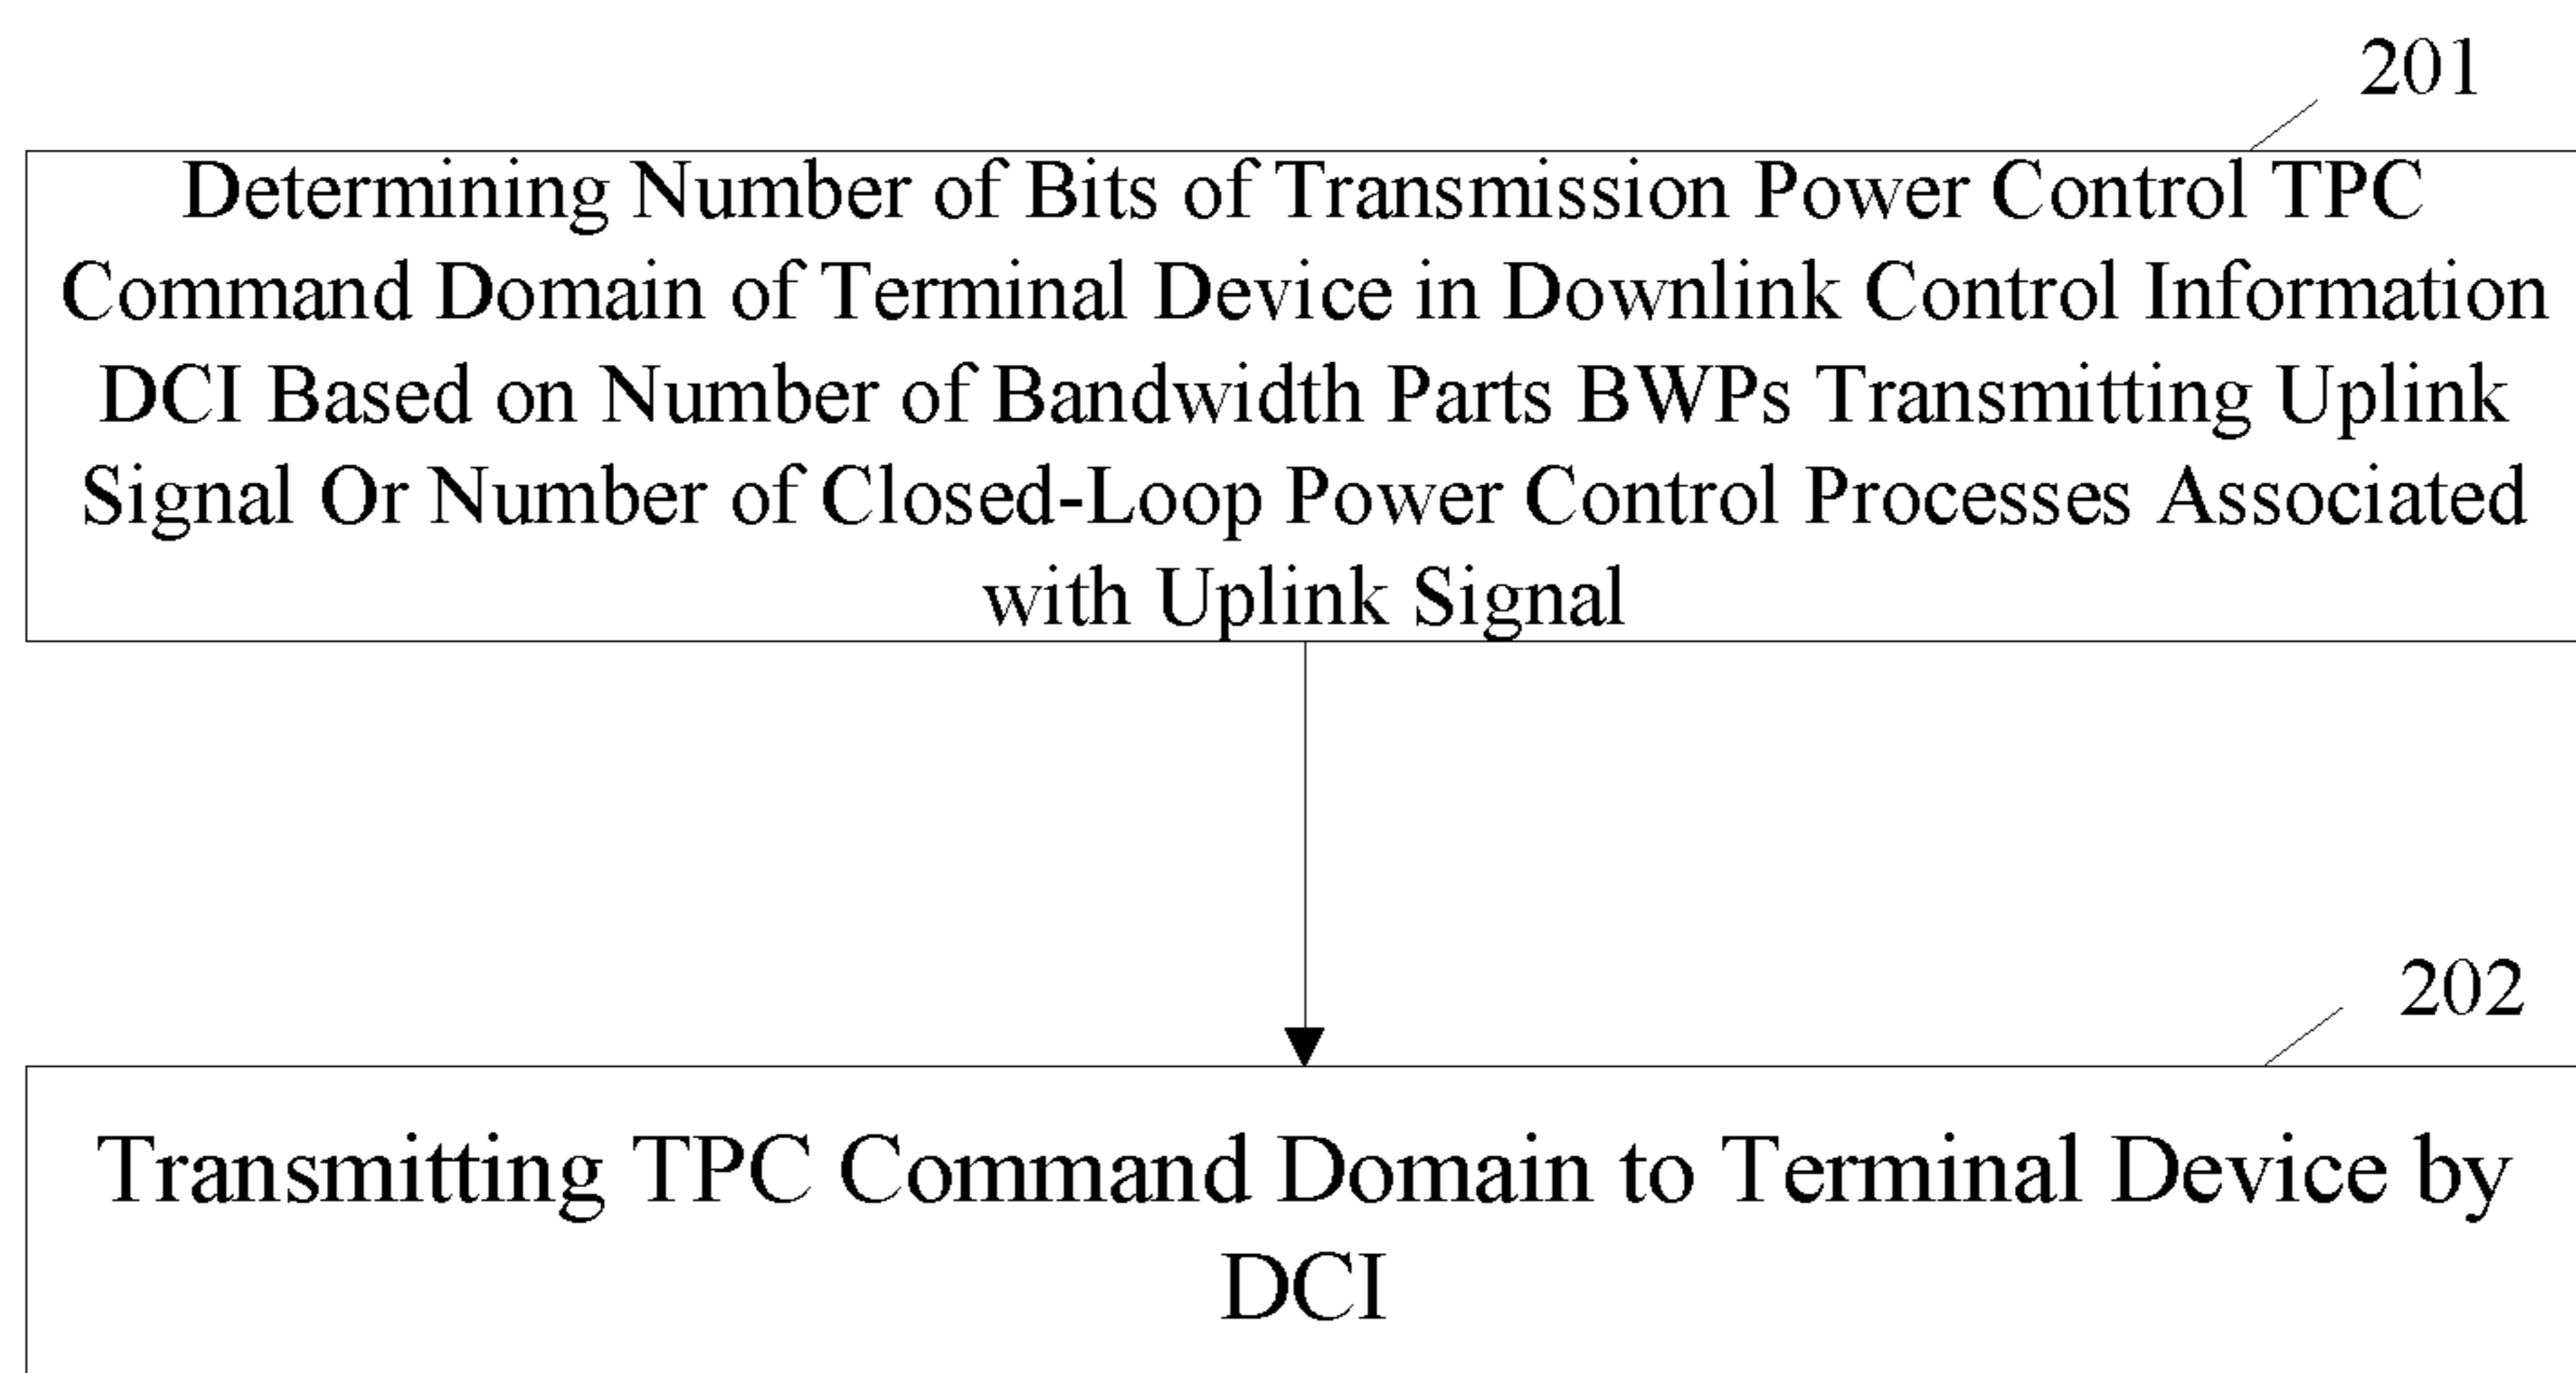 201
Determining Number of Bits of Transmission Power Control TPC
Command Domain of Terminal Device in Downlink Control Information
DCI Based on Number of Bandwidth Parts BWPs Transmitting Uplink
Signal Or Number of Closed-Loop Power Control Processes Associated
with Uplink Signal
202
Transmitting TPC Command Domain to Terminal Device by
DCI